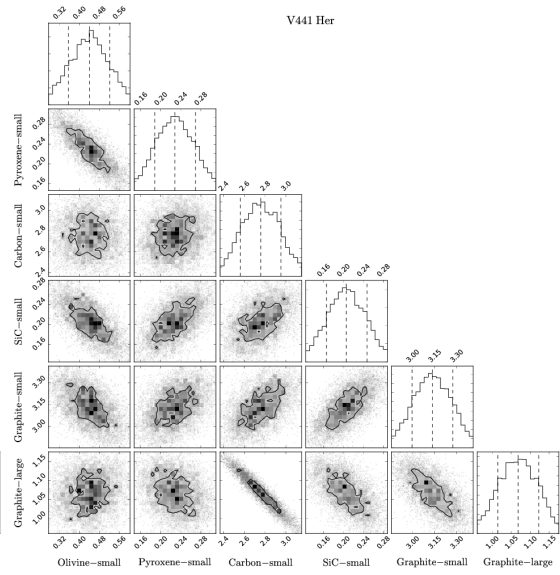 V441 Her
0.32 0.40 0.48 0.56
0.16 0.20 0.24 0.28
Pyroxene−small
0.28
0.24
0.20
0.16
2.4 2.6 2.8 3.0
Carbon−small
3.0
2.8
2.6
2.4
0.16 0.20 0.24 0.28
SiC−small
0.28
0.24
0.20
0.16
3.00 3.15 3.30
Graphite−small
3.30
3.15
3.00
1.00 1.05 1.10 1.15
Graphite−large
1.15
1.10
1.05
1.00
0.32 0.40 0.48 0.56 0.16 0.20 0.24 0.28 2.4 2.6 2.8 3.0 0.16 0.20 0.24 0.28 3.00 3.15 3.30 1.00 1.05 1.10 1.15
Olivine−small Pyroxene−small Carbon−small SiC−small Graphite−small Graphite−large